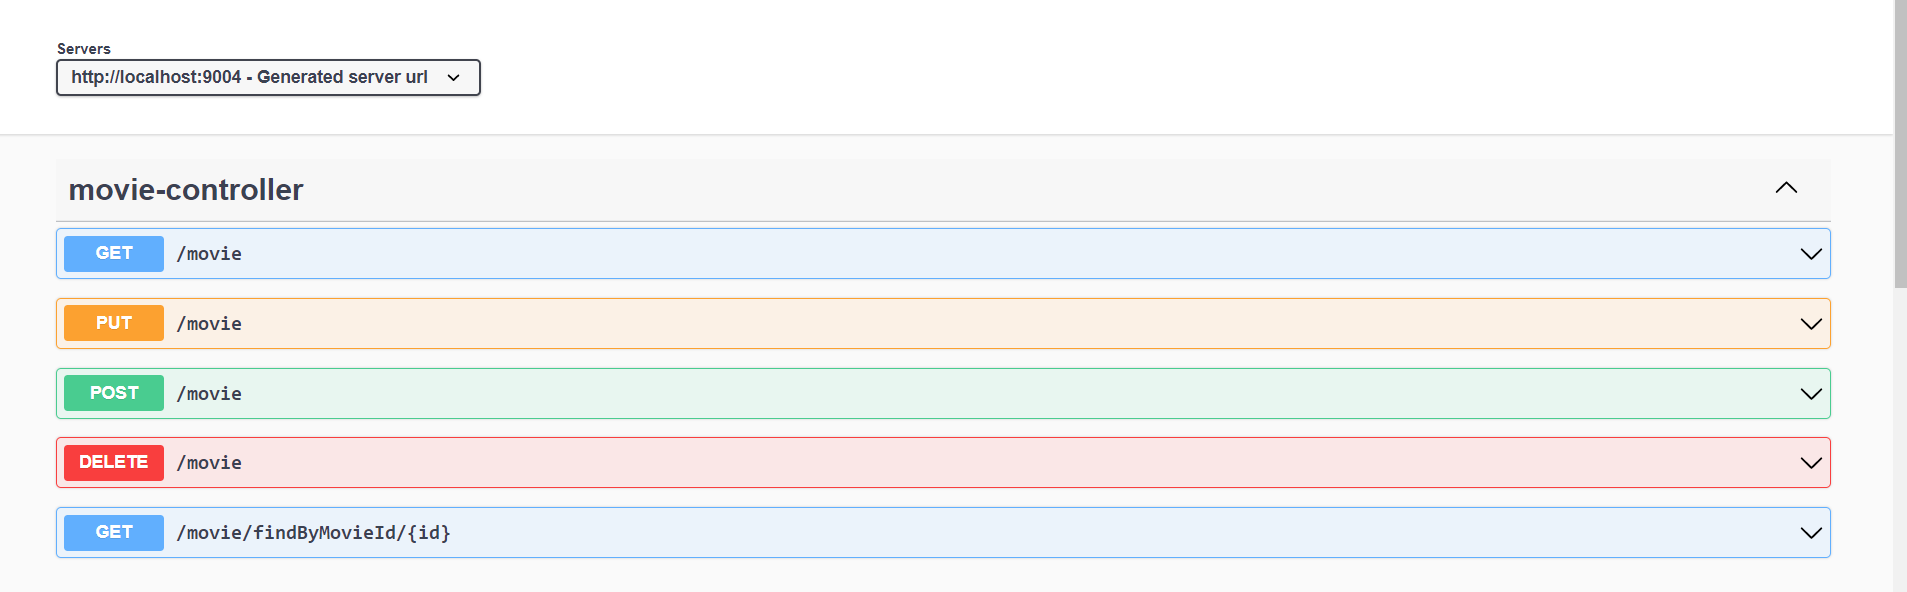 Servers
http://localhost:9004 - Generated server url
movie-controller
GET /movie
PUT /movie
POST /movie
DELETE /movie
GET /movie/findByMovieId/{id}